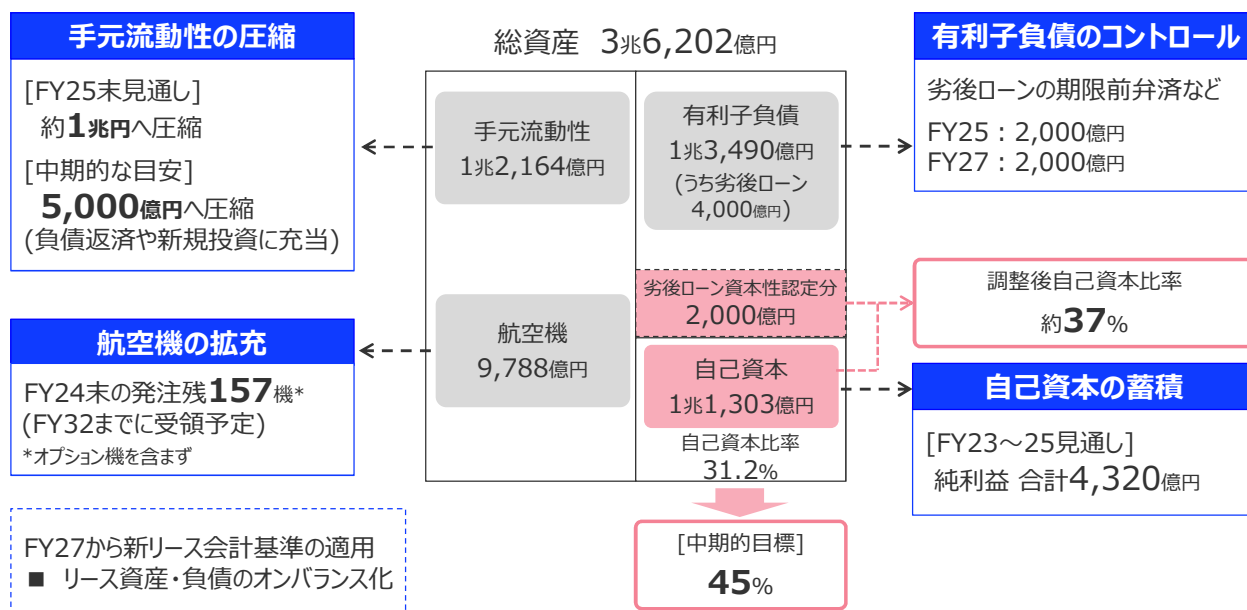 手元流動性の圧縮
[FY25末見通し]
約1兆円へ圧縮
[中期的な目安]
5,000億円へ圧縮
(負債返済や新規投資に充当)
航空機の拡充
FY24末の発注残157機*
(FY32までに受領予定)
*オプション機を含まず
FY27から新リース会計基準の適用
■ リース資産・負債のオンバランス化
総資産 3兆6,202億円
手元流動性
1兆2,164億円
航空機
9,788億円
有利子負債
1兆3,490億円
(うち劣後ローン
4,000億円)
劣後ローン資本性認定分
2,000億円
自己資本
1兆1,303億円
自己資本比率
31.2%
[中期的目標]
45%
有利子負債のコントロール
劣後ローンの期限前弁済など
FY25：2,000億円
FY27：2,000億円
調整後自己資本比率
約37%
自己資本の蓄積
[FY23～25見通し]
純利益 合計4,320億円